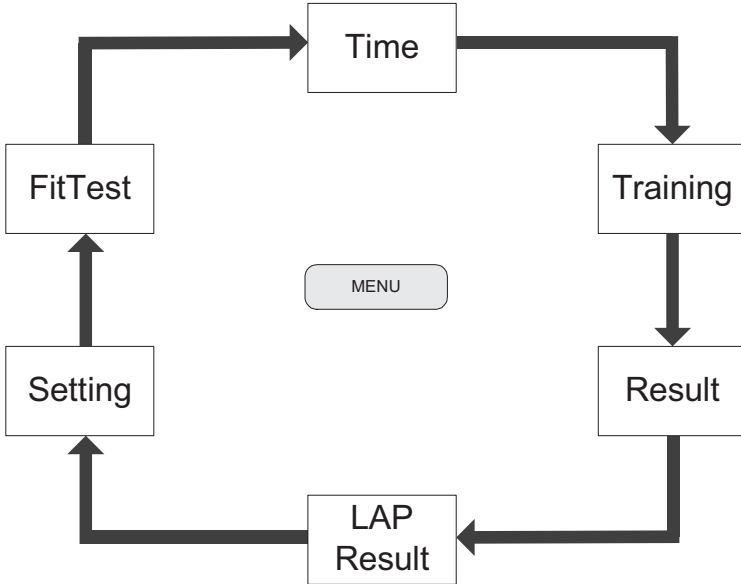 Time
FitTest
Training
MENU
Setting
Result
LAP
Result